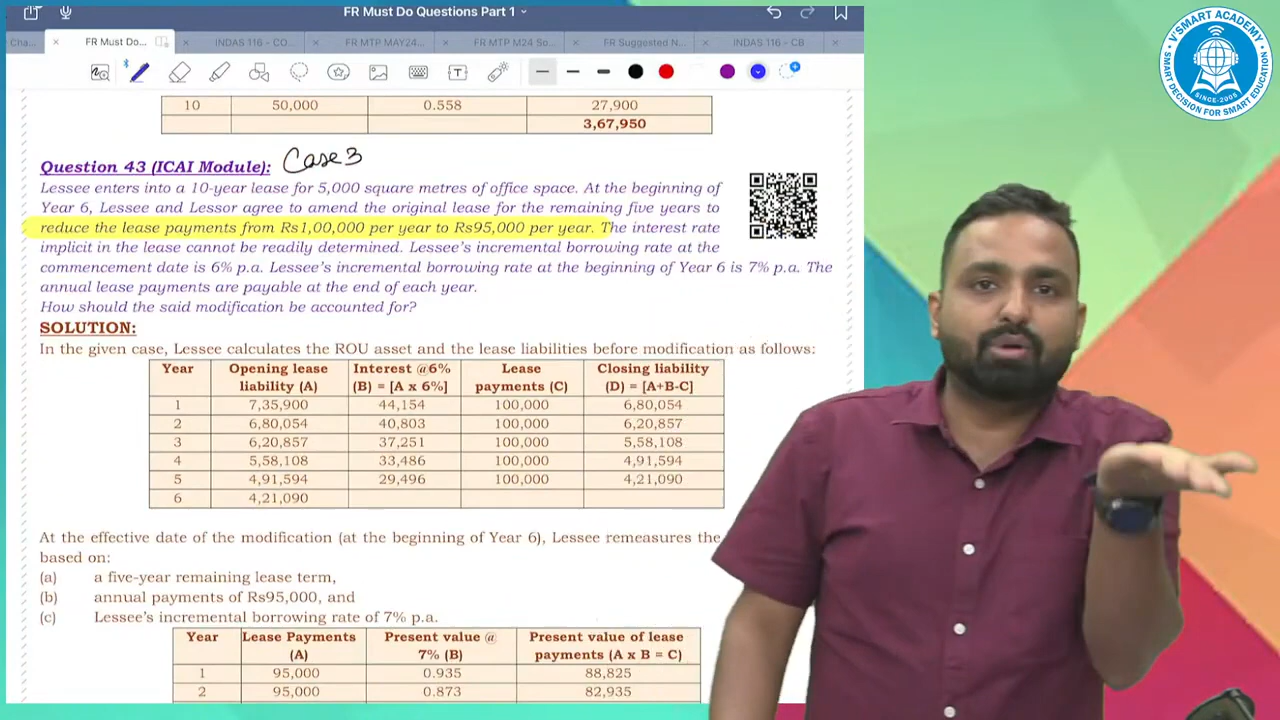 FR Must Do Questions Part 1
Cha...
FR Must Do...
INDAS 116 - CO...
FR MTP MAY24...
FR MTP M24 So...
FR Suggested N...
INDAS 116 - CB
10 50,000 0.558 27,900
3,67,950
Question 43 (ICAI Module): Case 3
Lessee enters into a 10-year lease for 5,000 square metres of office space. At the beginning of
Year 6, Lessee and Lessor agree to amend the original lease for the remaining five years to
reduce the lease payments from Rs1,00,000 per year to Rs95,000 per year. The interest rate
implicit in the lease cannot be readily determined. Lessee's incremental borrowing rate at the
commencement date is 6% p.a. Lessee's incremental borrowing rate at the beginning of Year 6 is 7% p.a. The
annual lease payments are payable at the end of each year.
How should the said modification be accounted for?
SOLUTION:
In the given case, Lessee calculates the ROU asset and the lease liabilities before modification as follows:
Year Opening lease Interest @6% Lease Closing liability
liability (A) (B) = [A x 6%] payments (C) (D) = [A+B-C]
1 7,35,900 44,154 100,000 6,80,054
2 6,80,054 40,803 100,000 6,20,857
3 6,20,857 37,251 100,000 5,58,108
4 5,58,108 33,486 100,000 4,91,594
5 4,91,594 29,496 100,000 4,21,090
6 4,21,090
At the effective date of the modification (at the beginning of Year 6), Lessee remeasures the
based on:
(a) a five-year remaining lease term,
(b) annual payments of Rs95,000, and
(c) Lessee's incremental borrowing rate of 7% p.a.
Year Lease Payments Present value @ Present value of lease
(A) 7% (B) payments (A x B = C)
1 95,000 0.935 88,825
2 95,000 0.873 82,935
V'SMART ACADEMY
SINCE-2005
SMART DECISION FOR SMART EDUCATION